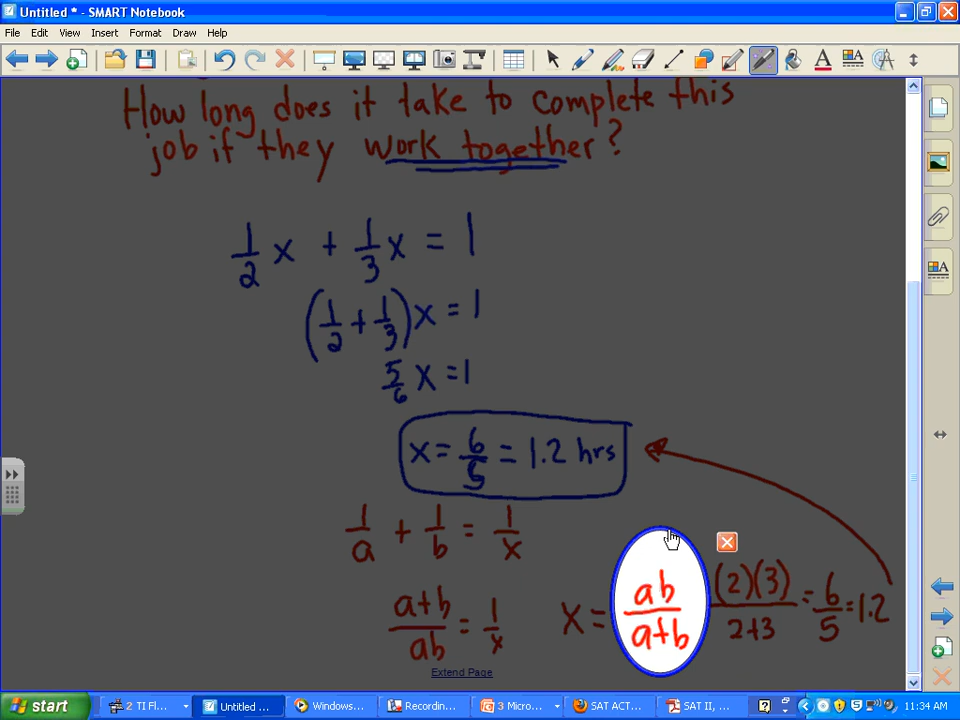 Untitled * - SMART Notebook
File Edit View Insert Format Draw Help
How long does it take to complete this
job if they work together?
1/2 x + 1/3 x = 1
(1/2 + 1/3) x = 1
5/6 x = 1
x = 6/5 = 1.2 hrs
1/a + 1/b = 1/x
a+b/ab = 1/x
x = ab/a+b (2)(3)/2+3 = 6/5 = 1.2
Extend Page
start
2 TI Fl...
Untitled ...
Windows...
Recordin...
3 Micro...
SAT ACT...
SAT II, ...
11:34 AM